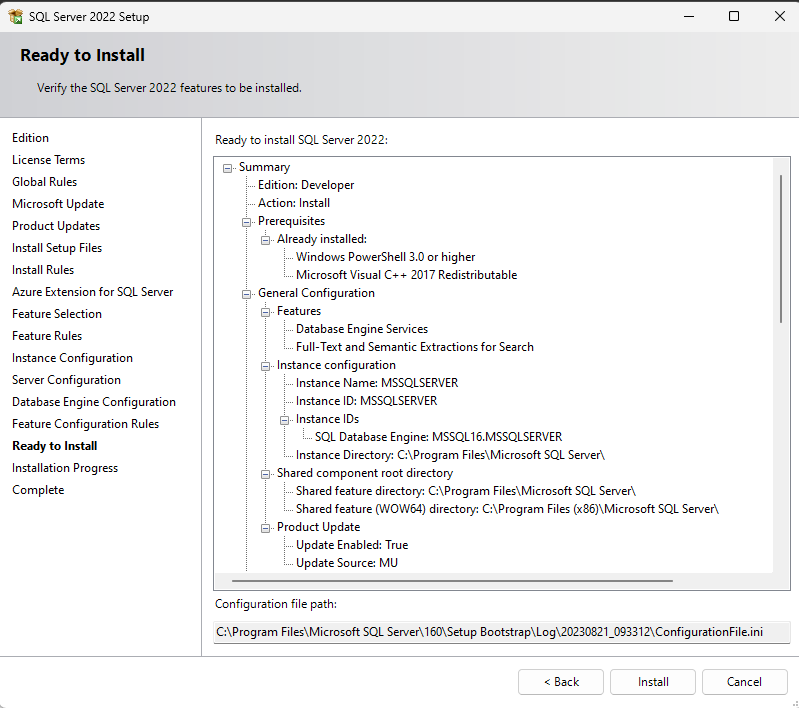 SQL Server 2022 Setup
Ready to Install
Verify the SQL Server 2022 features to be installed.
Edition
License Terms
Global Rules
Microsoft Update
Product Updates
Install Setup Files
Install Rules
Azure Extension for SQL Server
Feature Selection
Feature Rules
Instance Configuration
Server Configuration
Database Engine Configuration
Feature Configuration Rules
Ready to Install
Installation Progress
Complete
Ready to install SQL Server 2022:
Summary
Edition: Developer
Action: Install
Prerequisites
Already installed:
Windows PowerShell 3.0 or higher
Microsoft Visual C++ 2017 Redistributable
General Configuration
Features
Database Engine Services
Full-Text and Semantic Extractions for Search
Instance configuration
Instance Name: MSSQLSERVER
Instance ID: MSSQLSERVER
Instance IDs
SQL Database Engine: MSSQL16.MSSQLSERVER
Instance Directory: C:\Program Files\Microsoft SQL Server\
Shared component root directory
Shared feature directory: C:\Program Files\Microsoft SQL Server\
Shared feature (WOW64) directory: C:\Program Files (x86)\Microsoft SQL Server\
Product Update
Update Enabled: True
Update Source: MU
Configuration file path:
C:\Program Files\Microsoft SQL Server\160\Setup Bootstrap\Log\20230821_093312\ConfigurationFile.ini
< Back
Install
Cancel